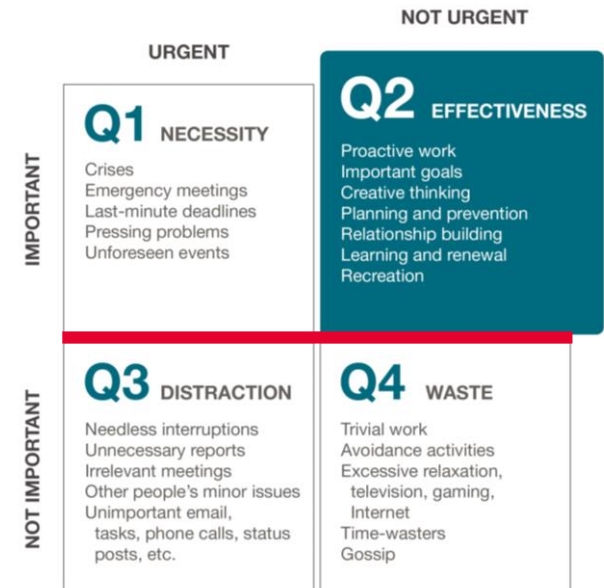 NOT URGENT
URGENT
Q1 NECESSITY
Crises
Emergency meetings
Last-minute deadlines
Pressing problems
Unforeseen events
Q2 EFFECTIVENESS
Proactive work
Important goals
Creative thinking
Planning and prevention
Relationship building
Learning and renewal
Recreation
IMPORTANT
Q3 DISTRACTION
Needless interruptions
Unnecessary reports
Irrelevant meetings
Other people's minor issues
Unimportant email,
tasks, phone calls, status
posts, etc.
Q4 WASTE
Trivial work
Avoidance activities
Excessive relaxation,
television, gaming,
Internet
Time-wasters
Gossip
NOT IMPORTANT